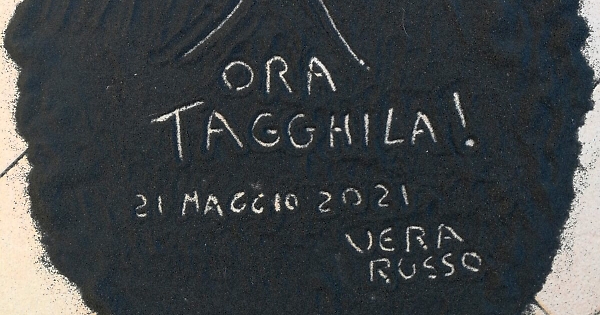 ORA
TAGGHILA!
21 MAGGIO 2021
VERA
RUSSO